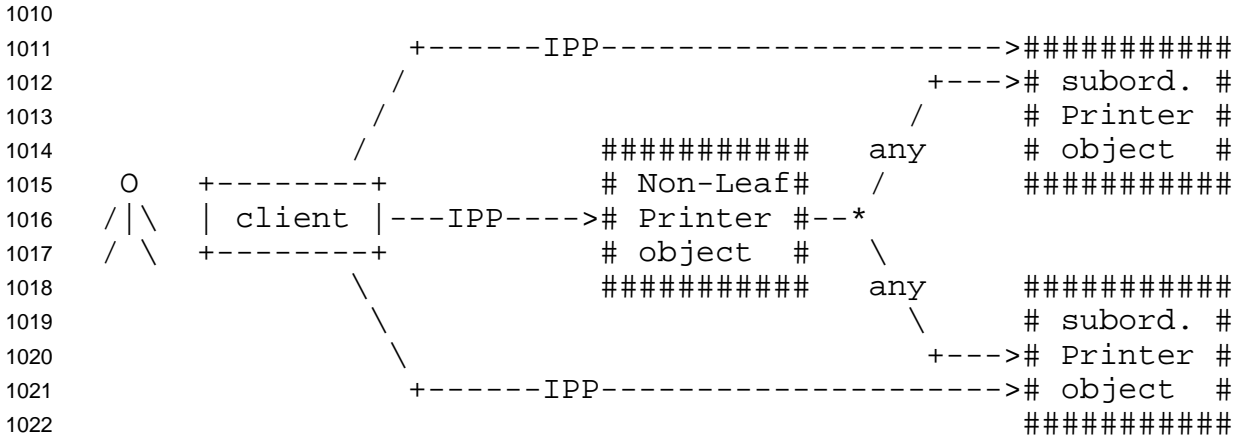 1010
1011                   +------IPP--------------------->###########
1012                  /                           +---># subord. #
1013                 /                           /     # Printer #
1014                /            ###########   any     # object  #
1015    O   +--------+           # Non-Leaf#   /       ###########
1016   /|\  | client |---IPP----># Printer #--*
1017   / \  +--------+           # object  #   \
1018                \            ###########   any     ###########
1019                 \                           \     # subord. #
1020                  \                           +---># Printer #
1021                   +------IPP---------------------># object  #
1022                                                   ###########